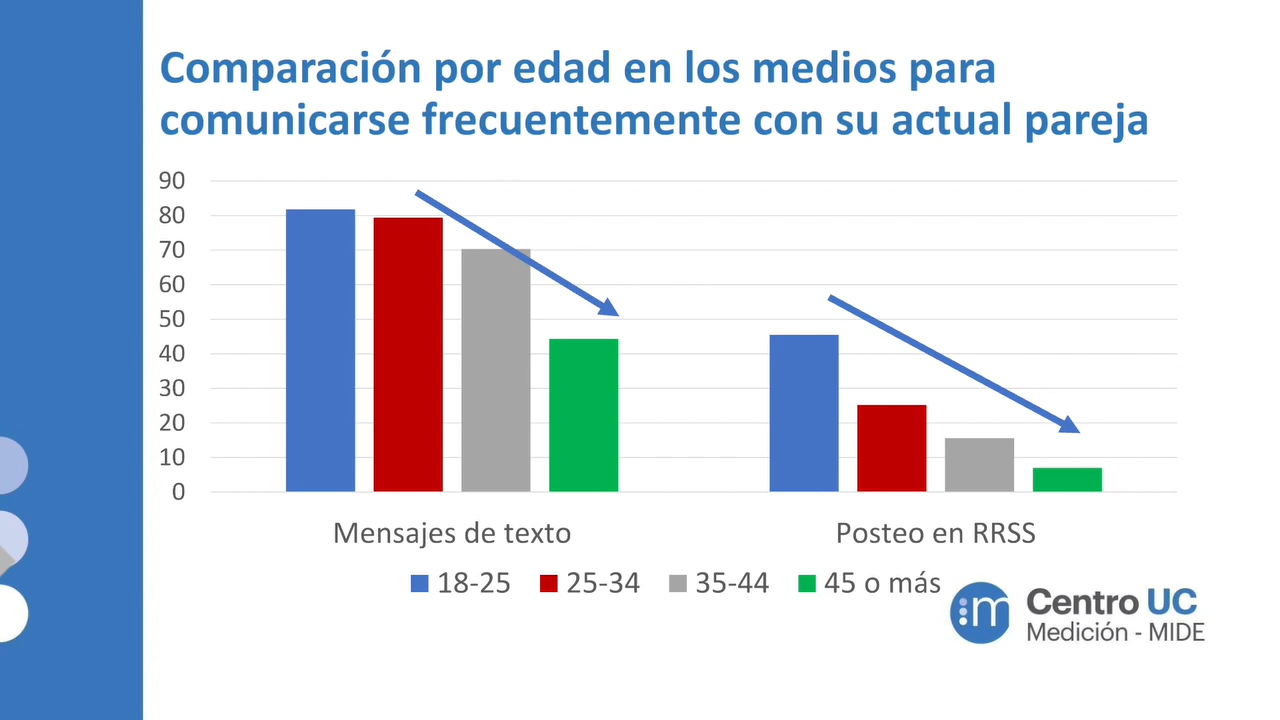 Comparación por edad en los medios para
comunicarse frecuentemente con su actual pareja
90
80
70
60
50
40
30
20
10
0
Mensajes de texto
Posteo en RRSS
18-25
25-34
35-44
45 o más
:m
Centro UC
Medición - MIDE